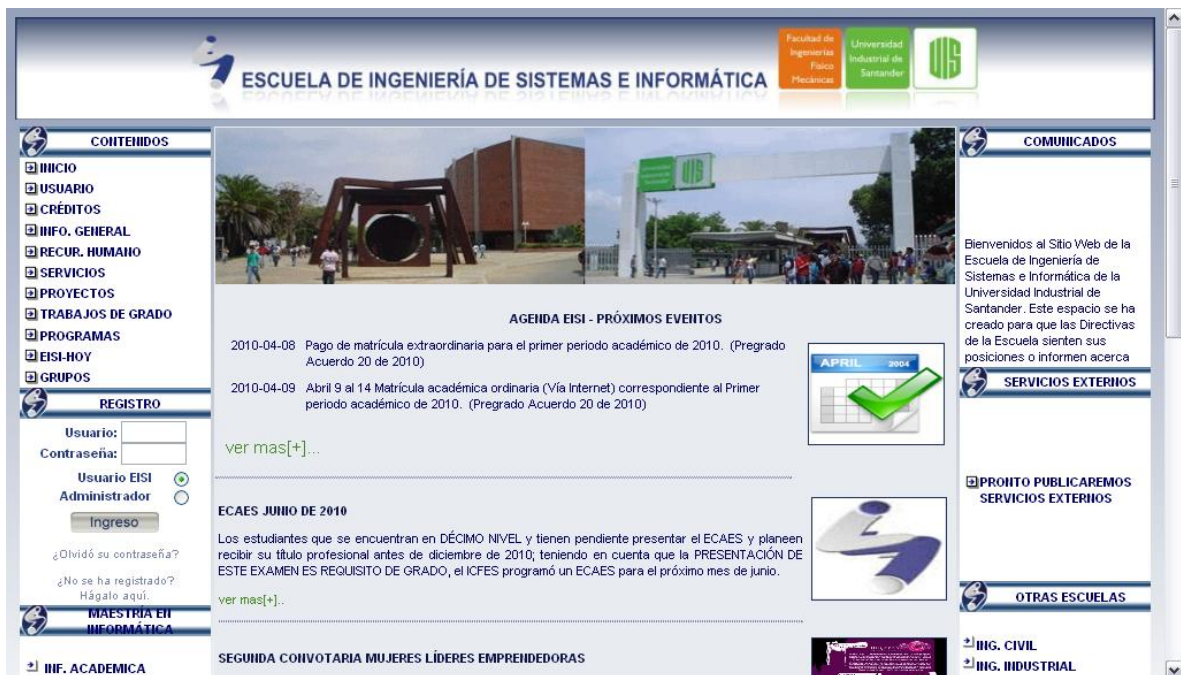 ESCUELA DE INGENIERÍA DE SISTEMAS E INFORMÁTICA
Facultad de
Ingenierías
Físico
Mecánicas
Universidad
Industrial de
Santander
UIS
CONTENIDOS
INICIO
USUARIO
CRÉDITOS
INFO. GENERAL
RECUR. HUMANO
SERVICIOS
PROYECTOS
TRABAJOS DE GRADO
PROGRAMAS
EISI-HOY
GRUPOS
REGISTRO
Usuario:
Contraseña:
Usuario EISI
Administrador
Ingreso
¿Olvidó su contraseña?
¿No se ha registrado?
Hágalo aquí.
MAESTRÍA EN
INFORMÁTICA
INF. ACADEMICA
AGENDA EISI - PRÓXIMOS EVENTOS
2010-04-08 Pago de matrícula extraordinaria para el primer periodo académico de 2010. (Pregrado
Acuerdo 20 de 2010)
2010-04-09 Abril 9 al 14 Matrícula académica ordinaria (Vía Internet) correspondiente al Primer
periodo académico de 2010. (Pregrado Acuerdo 20 de 2010)
APRIL 2004
ver mas[+]...
ECAES JUNIO DE 2010
Los estudiantes que se encuentran en DÉCIMO NIVEL y tienen pendiente presentar el ECAES y planeen
recibir su título profesional antes de diciembre de 2010; teniendo en cuenta que la PRESENTACIÓN DE
ESTE EXAMEN ES REQUISITO DE GRADO, el ICFES programó un ECAES para el próximo mes de junio.
ver mas[+]..
SEGUNDA CONVOTARIA MUJERES LÍDERES EMPRENDEDORAS
COMUNICADOS
Bienvenidos al Sitio Web de la
Escuela de Ingeniería de
Sistemas e Informática de la
Universidad Industrial de
Santander. Este espacio se ha
creado para que las Directivas
de la Escuela sienten sus
posiciones o informen acerca
SERVICIOS EXTERNOS
PRONTO PUBLICAREMOS
SERVICIOS EXTERNOS
OTRAS ESCUELAS
ING. CIVIL
ING. INDUSTRIAL